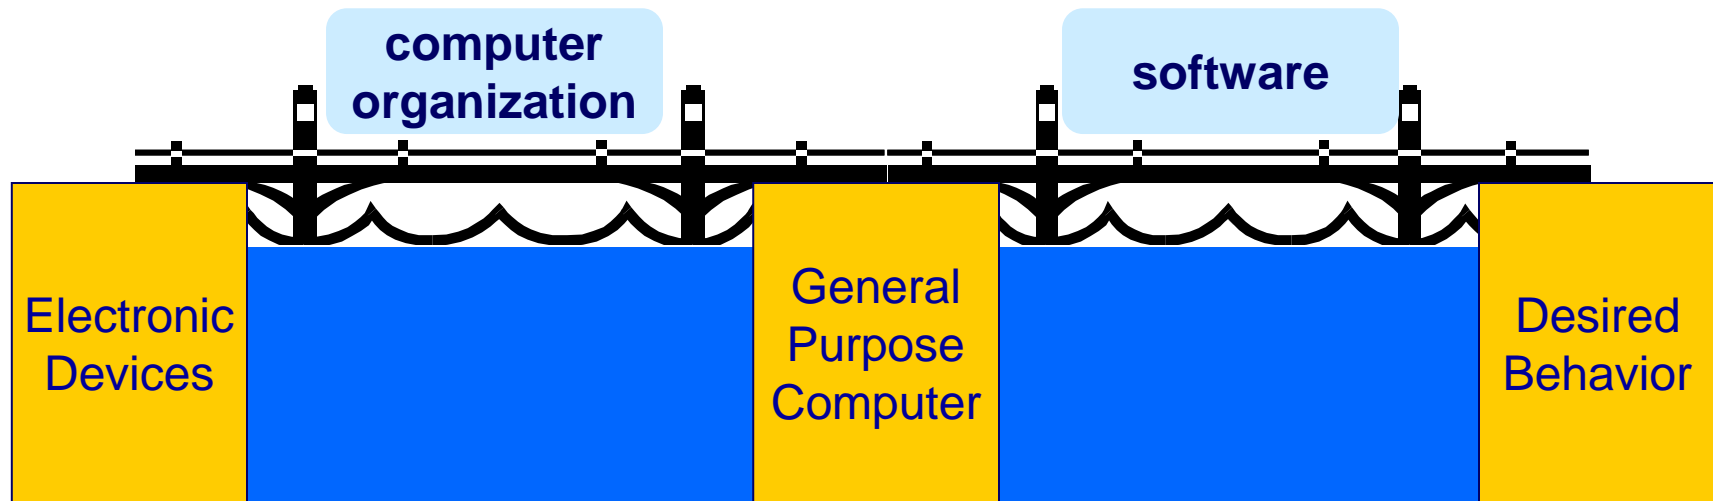 computer
organization
software
Electronic
Devices
General
Purpose
Computer
Desired
Behavior